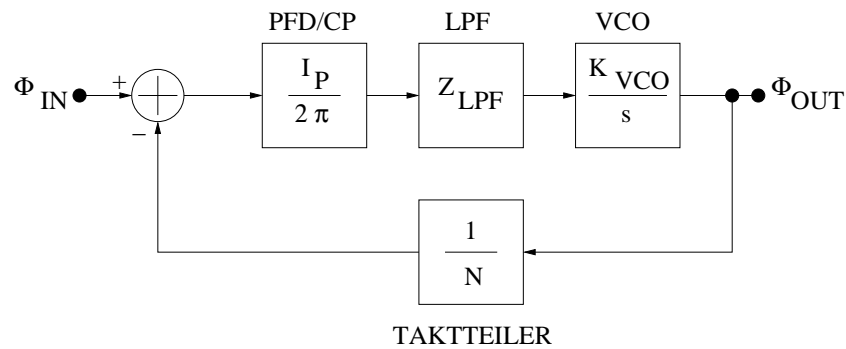 PFD/CP LPF VCO
Φ IN + − I P / 2 π Z LPF K VCO / s Φ OUT
1 / N
TAKTTEILER